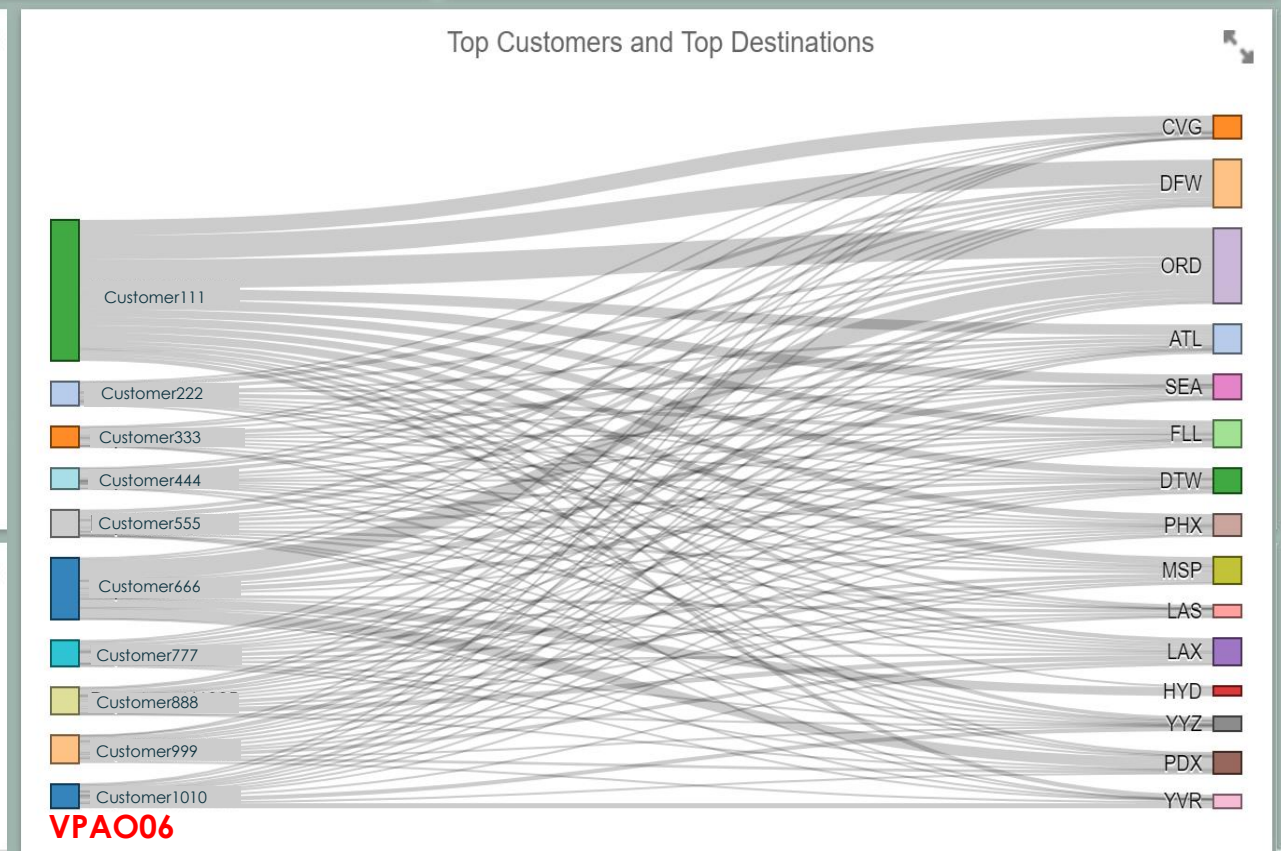 Top Customers and Top Destinations
CVG
DFW
ORD
Customer111
ATL
SEA
Customer222
FLL
Customer333
DTW
Customer444
PHX
Customer555
MSP
Customer666
LAS
LAX
Customer777
HYD
Customer888
YYZ
Customer999
PDX
Customer1010
YVR
VPAO06